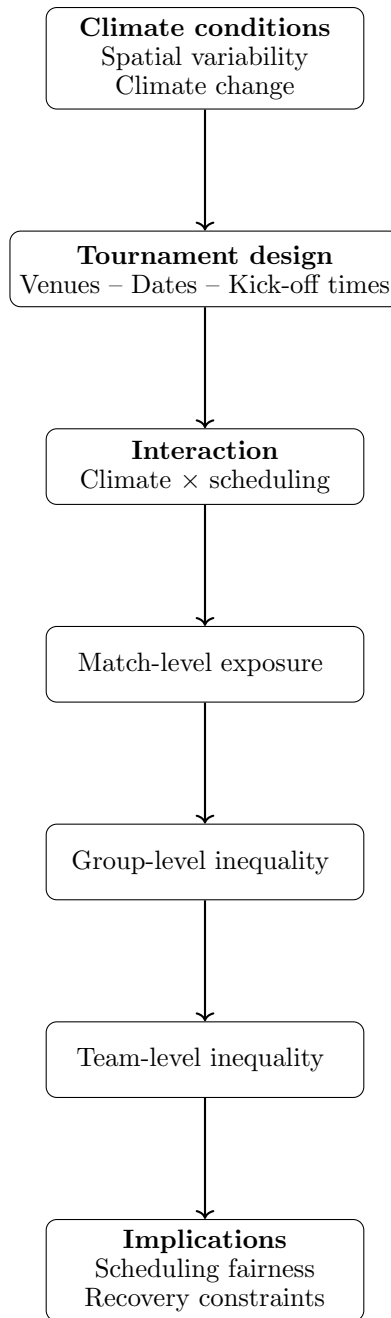 Climate conditions
Spatial variability
Climate change
Tournament design
Venues – Dates – Kick-off times
Interaction
Climate × scheduling
Match-level exposure
Group-level inequality
Team-level inequality
Implications
Scheduling fairness
Recovery constraints